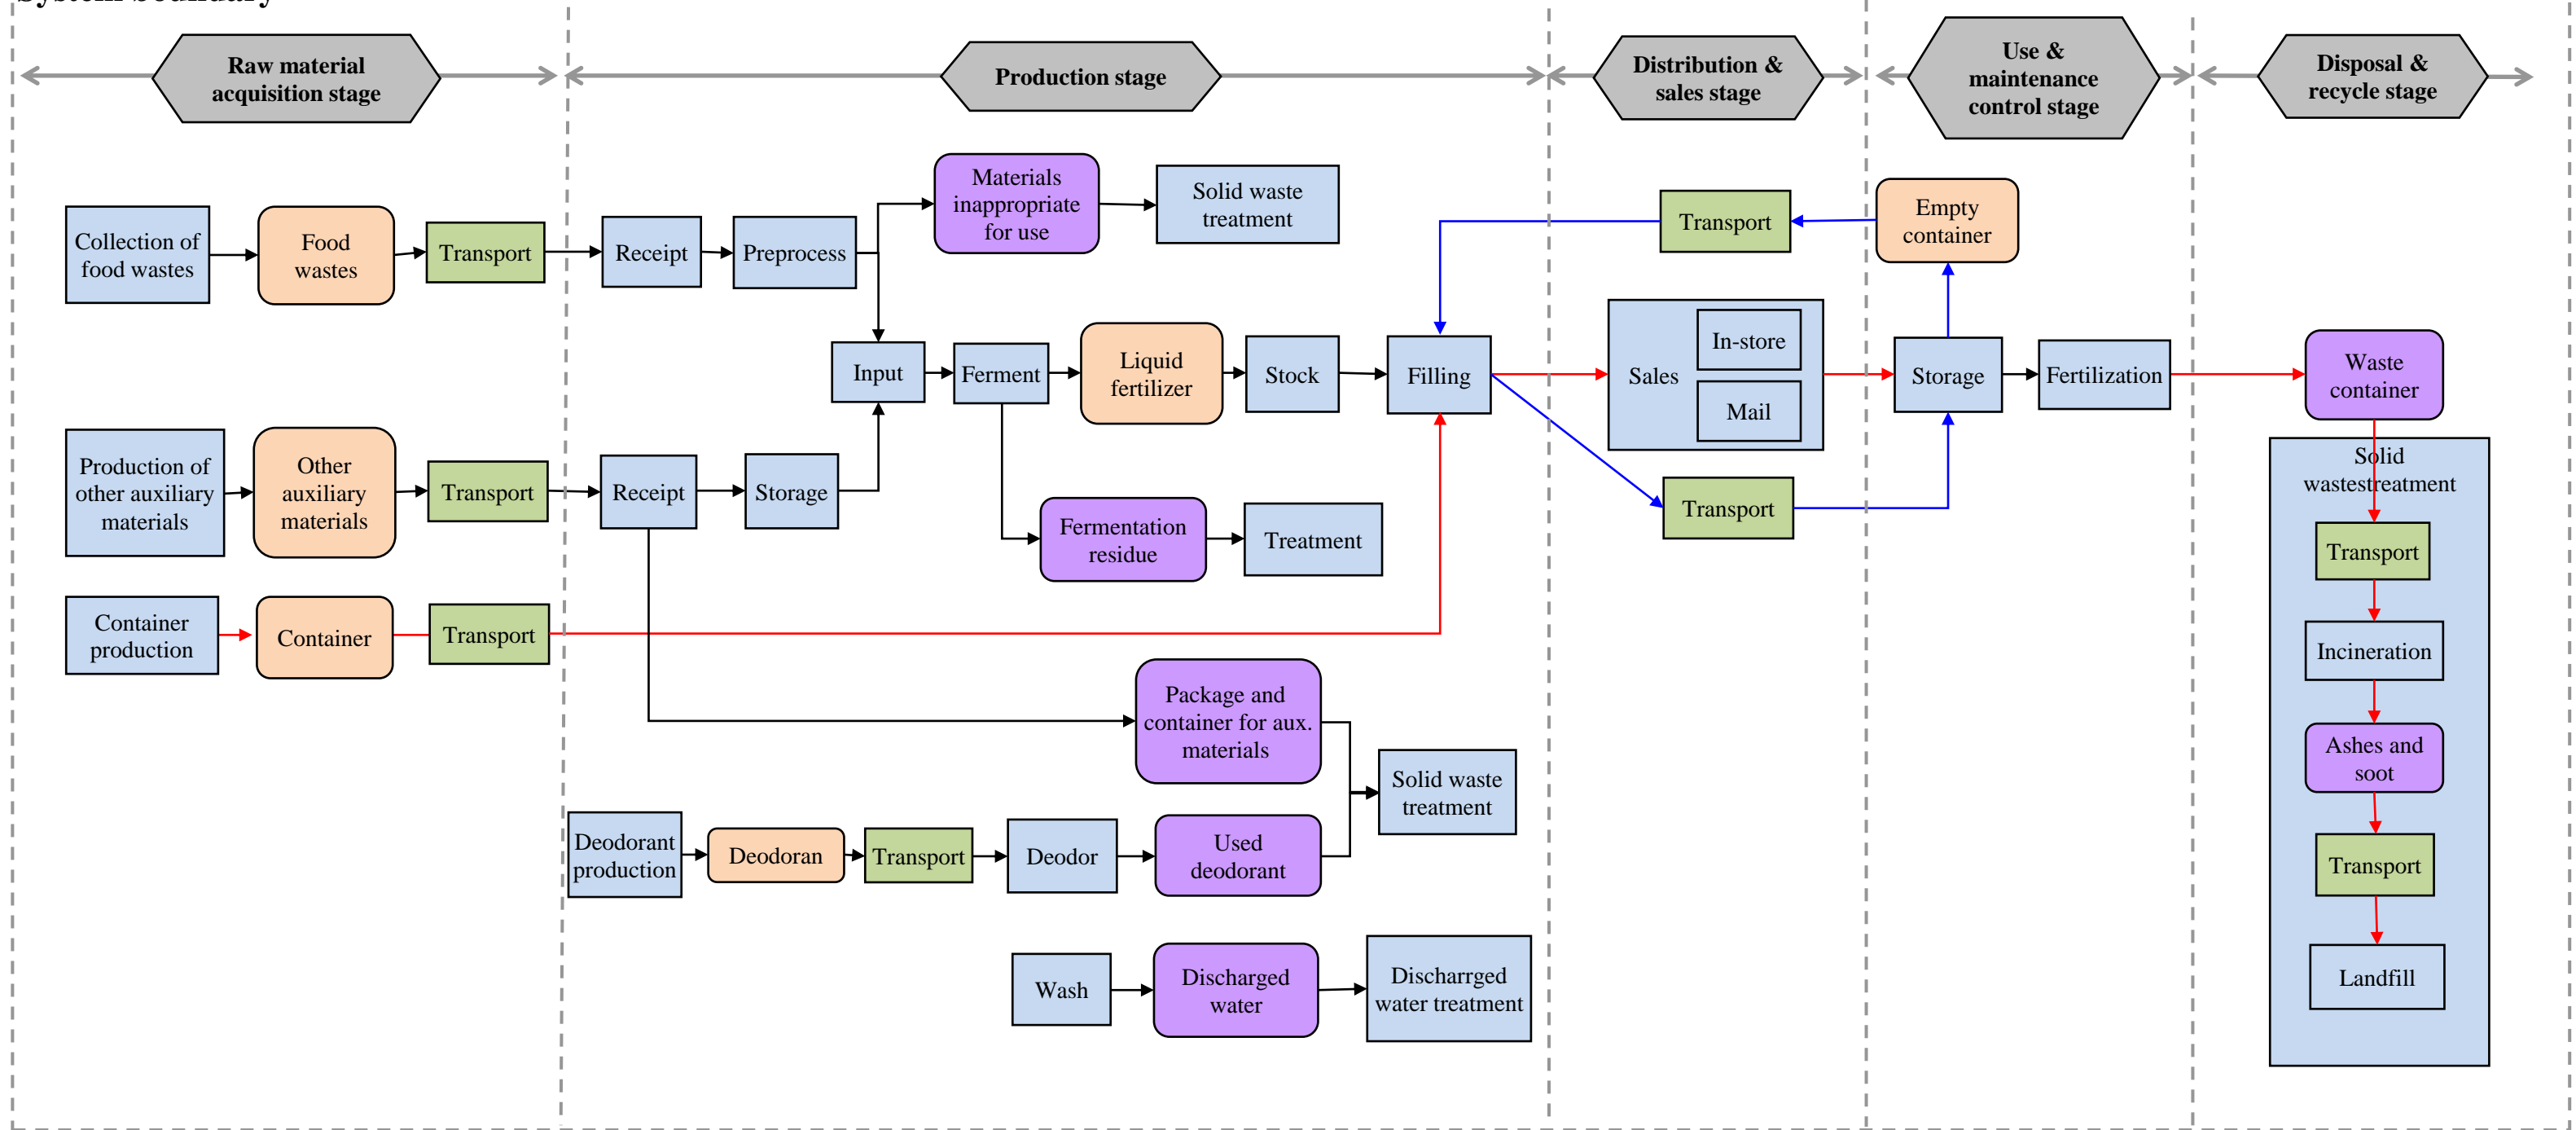 System boundary
Raw material
acquisition stage
Production stage
Distribution &
sales stage
Use &
maintenance
control stage
Disposal &
recycle stage
Collection of
food wastes
Food
wastes
Transport
Receipt
Preprocess
Materials
inappropriate
for use
Solid waste
treatment
Transport
Empty
container
Input
Ferment
Liquid
fertilizer
Stock
Filling
Sales
In-store
Mail
Storage
Fertilization
Waste
container
Production of
other auxiliary
materials
Other
auxiliary
materials
Transport
Receipt
Storage
Fermentation
residue
Treatment
Transport
Solid
wastestreatment
Transport
Incineration
Ashes and
soot
Transport
Landfill
Container
production
Container
Transport
Package and
container for aux.
materials
Solid waste
treatment
Deodorant
production
Deodoran
Transport
Deodor
Used
deodorant
Wash
Discharged
water
Discharrged
water treatment